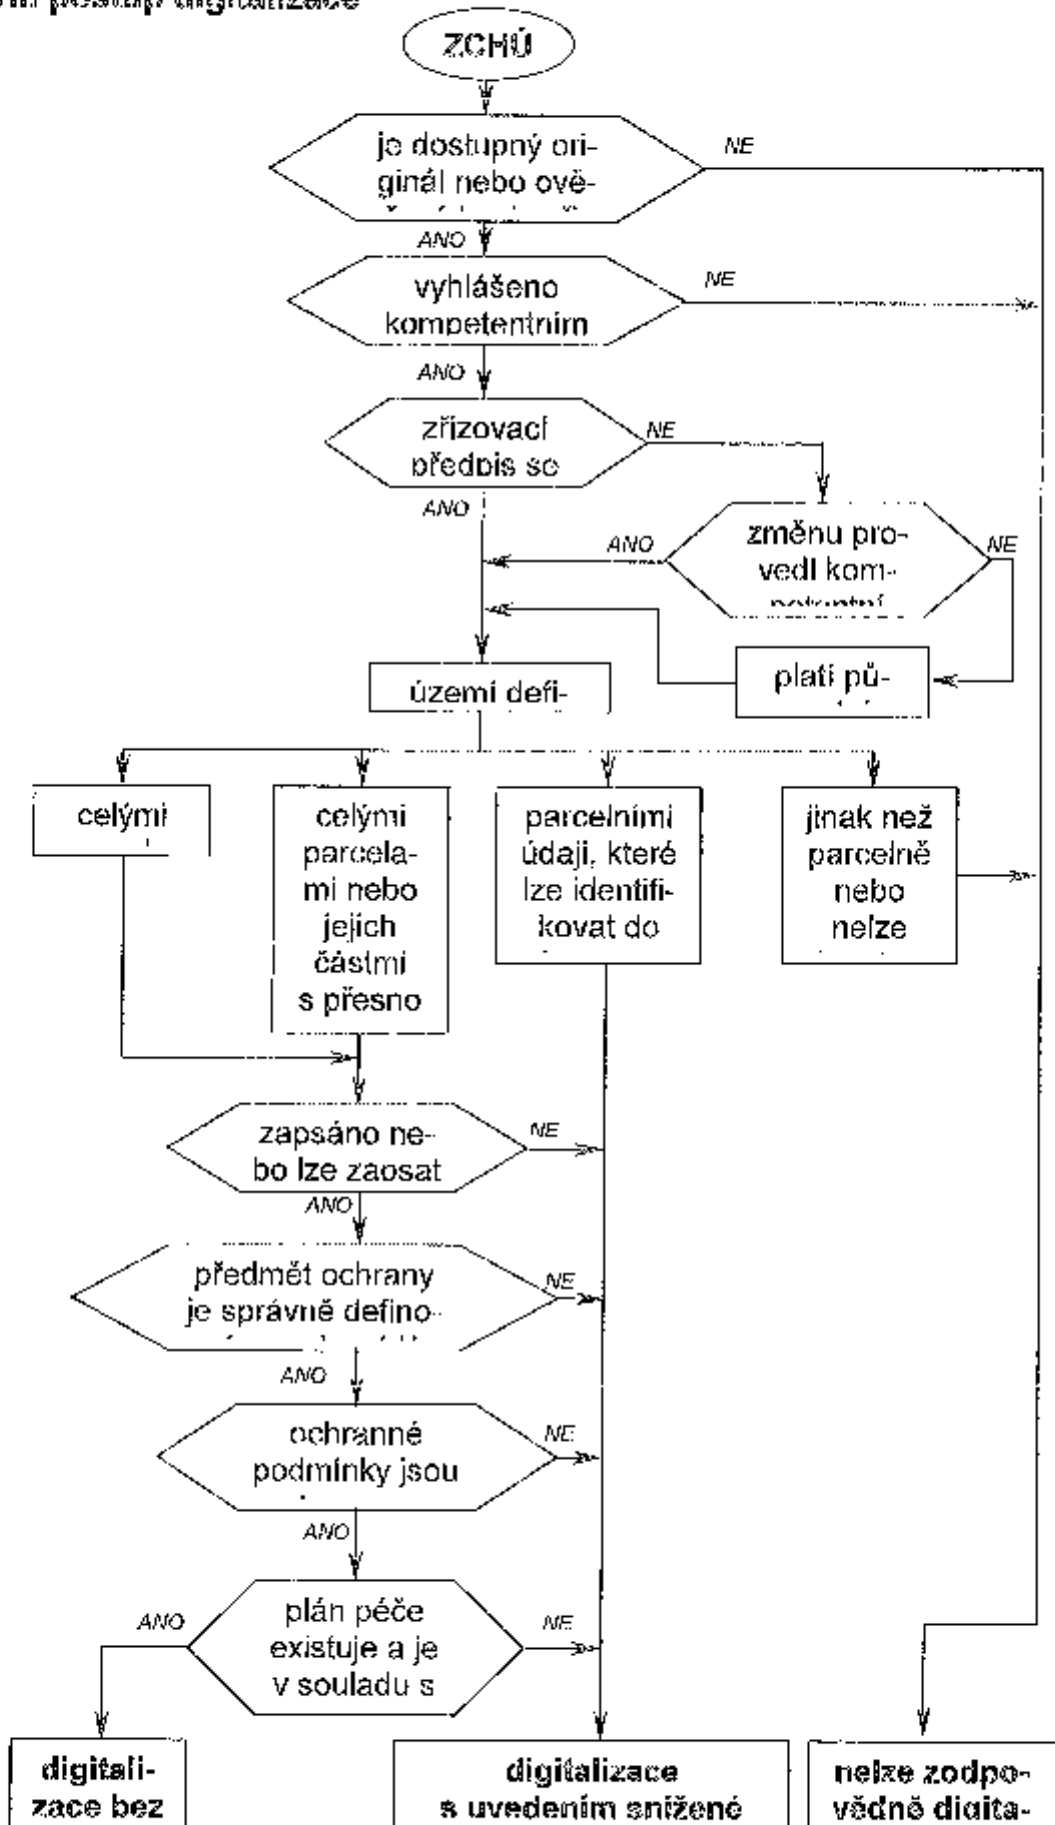 postup digitalizace
ZCHÚ
je dostupný ori-
ginál nebo ově-
NE
ANO
vyhlášeno
kompetentním
NE
ANO
zřizovací
předpis se
NE
ANO
změnu pro-
vedl kom-
ANO
NE
platí pů-
území defi-
celými
celými
parcela-
mi nebo
jejich
částmi
s přesno
parcelními
údaji, které
lze identifi-
kovat do
jinak než
parcelně
nebo
nelze
zapsáno ne-
bo lze zapsat
NE
ANO
předmět ochrany
je správně defino-
NE
ANO
ochranné
podmínky jsou
NE
ANO
plán péče
existuje a je
v souladu s
ANO
NE
digitali-
zace bez
digitalizace
s uvedením snížené
nelze zodpo-
vědně digita-